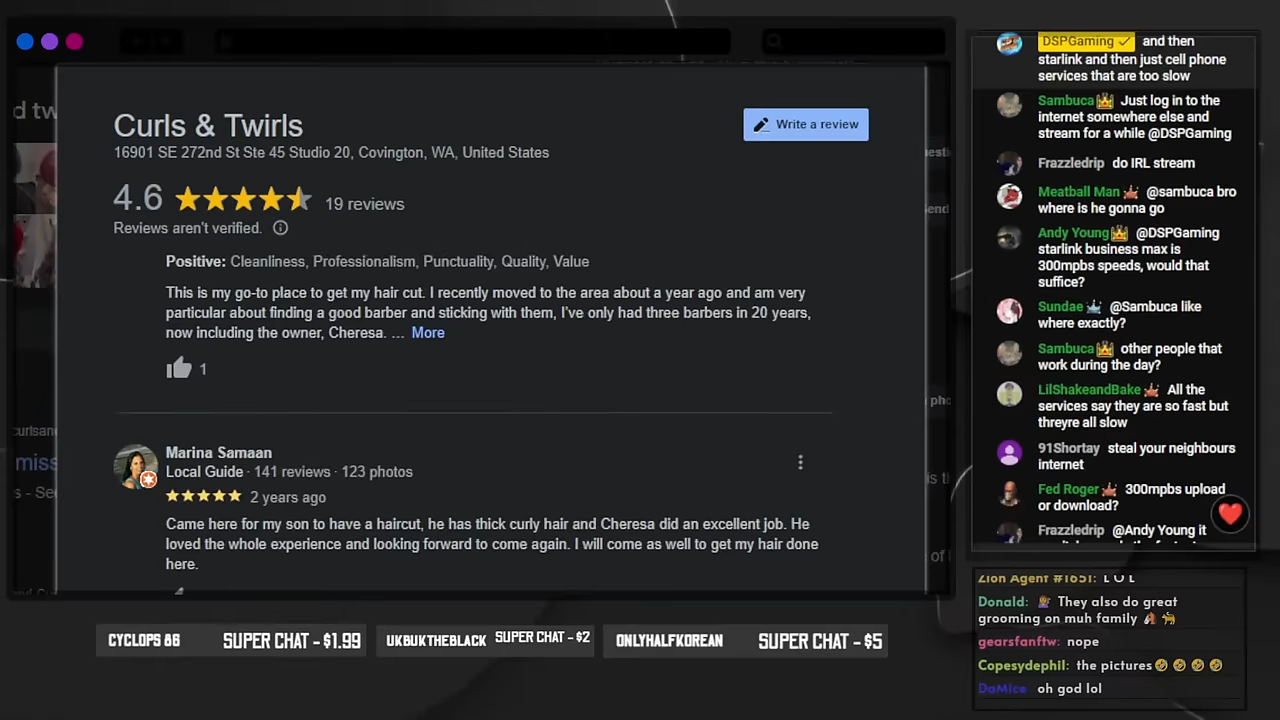 Curls & Twirls
16901 SE 272nd St Ste 45 Studio 20, Covington, WA, United States
Write a review
4.6
19 reviews
Reviews aren't verified.
Positive: Cleanliness, Professionalism, Punctuality, Quality, Value
This is my go-to place to get my hair cut. I recently moved to the area about a year ago and am very
particular about finding a good barber and sticking with them, I've only had three barbers in 20 years,
now including the owner, Cheresa. ... More
1
Marina Samaan
Local Guide · 141 reviews · 123 photos
2 years ago
Came here for my son to have a haircut, he has thick curly hair and Cheresa did an excellent job. He
loved the whole experience and looking forward to come again. I will come as well to get my hair done
here.
d tw
curlsan
miss
s - Se
CYCLOPS 86 SUPER CHAT - $1.99
UKBUKTHEBLACK SUPER CHAT - $2
ONLYHALFKOREAN SUPER CHAT - $5
DSPGaming ✓ and then
starlink and then just cell phone
services that are too slow
Sambuca Just log in to the
internet somewhere else and
stream for a while @DSPGaming
Frazzledrip do IRL stream
Meatball Man @sambuca bro
where is he gonna go
Andy Young @DSPGaming
starlink business max is
300mpbs speeds, would that
suffice?
Sundae @Sambuca like
where exactly?
Sambuca other people that
work during the day?
LilShakeandBake All the
services say they are so fast but
threyre all slow
91Shortay steal your neighbours
internet
Fed Roger 300mpbs upload
or download?
Frazzledrip @Andy Young it
Zion Agent #1651: L O L
Donald: They also do great
grooming on muh family
gearsfanftw: nope
Copesydephil: the pictures 🤣 🤣 🤣 🤣
DaMice oh god lol